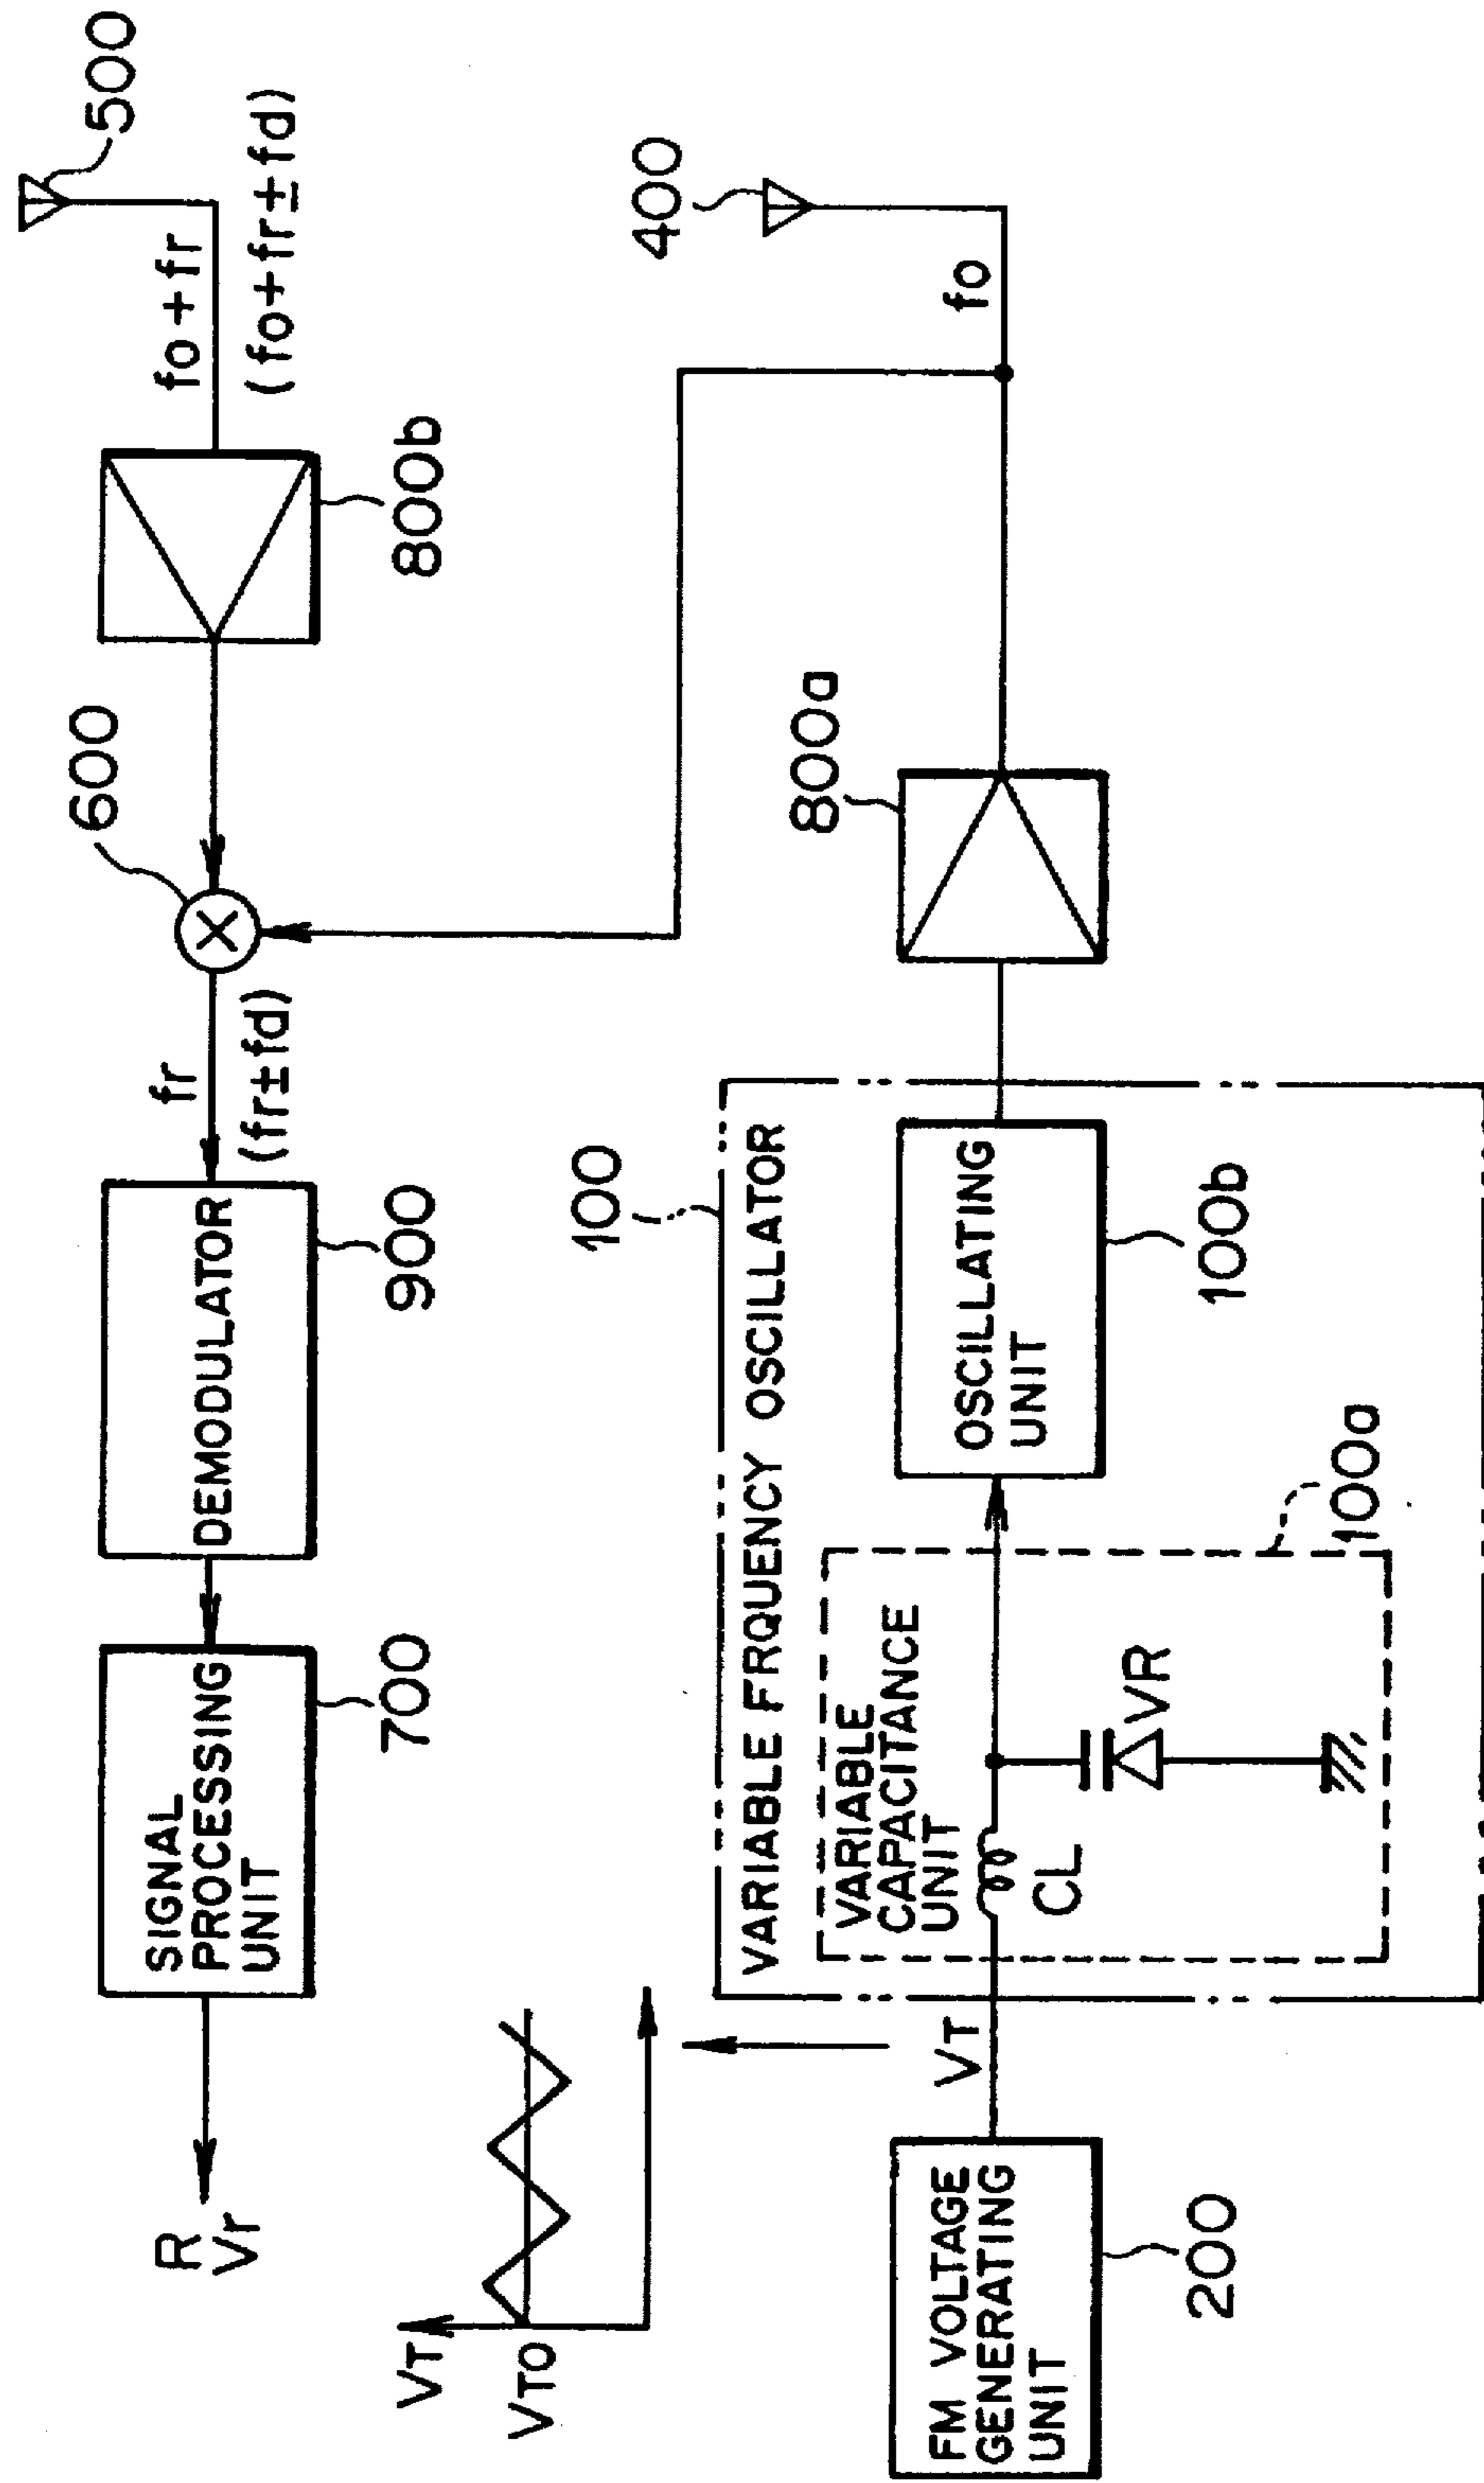 SIGNAL
PROCESSING
UNIT
700
DEMODULATOR
900
fr
(fr±fd)
600
800b
fo+fr
(fo+fr±fd)
500
R
Vr
VT
VTO
100
VARIABLE FRQUENCY OSCILLATOR
VARIABLE
CAPACITANCE
UNIT
CL
VR
100a
OSCILLATING
UNIT
100b
800a
fo
400
VT
FM VOLTAGE
GENERATING
UNIT
200